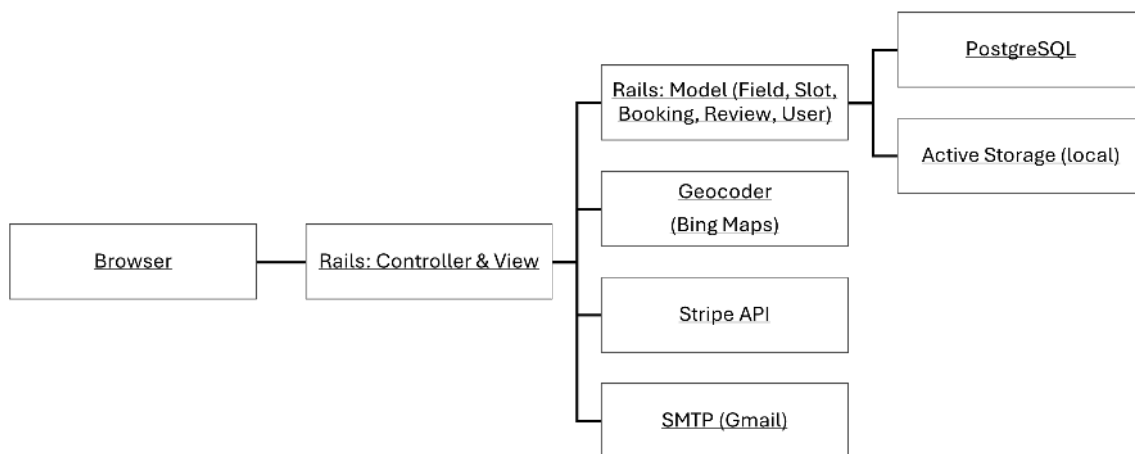 PostgreSQL
Rails: Model (Field, Slot,
Booking, Review, User)
Active Storage (local)
Geocoder
(Bing Maps)
Browser
Rails: Controller & View
Stripe API
SMTP (Gmail)